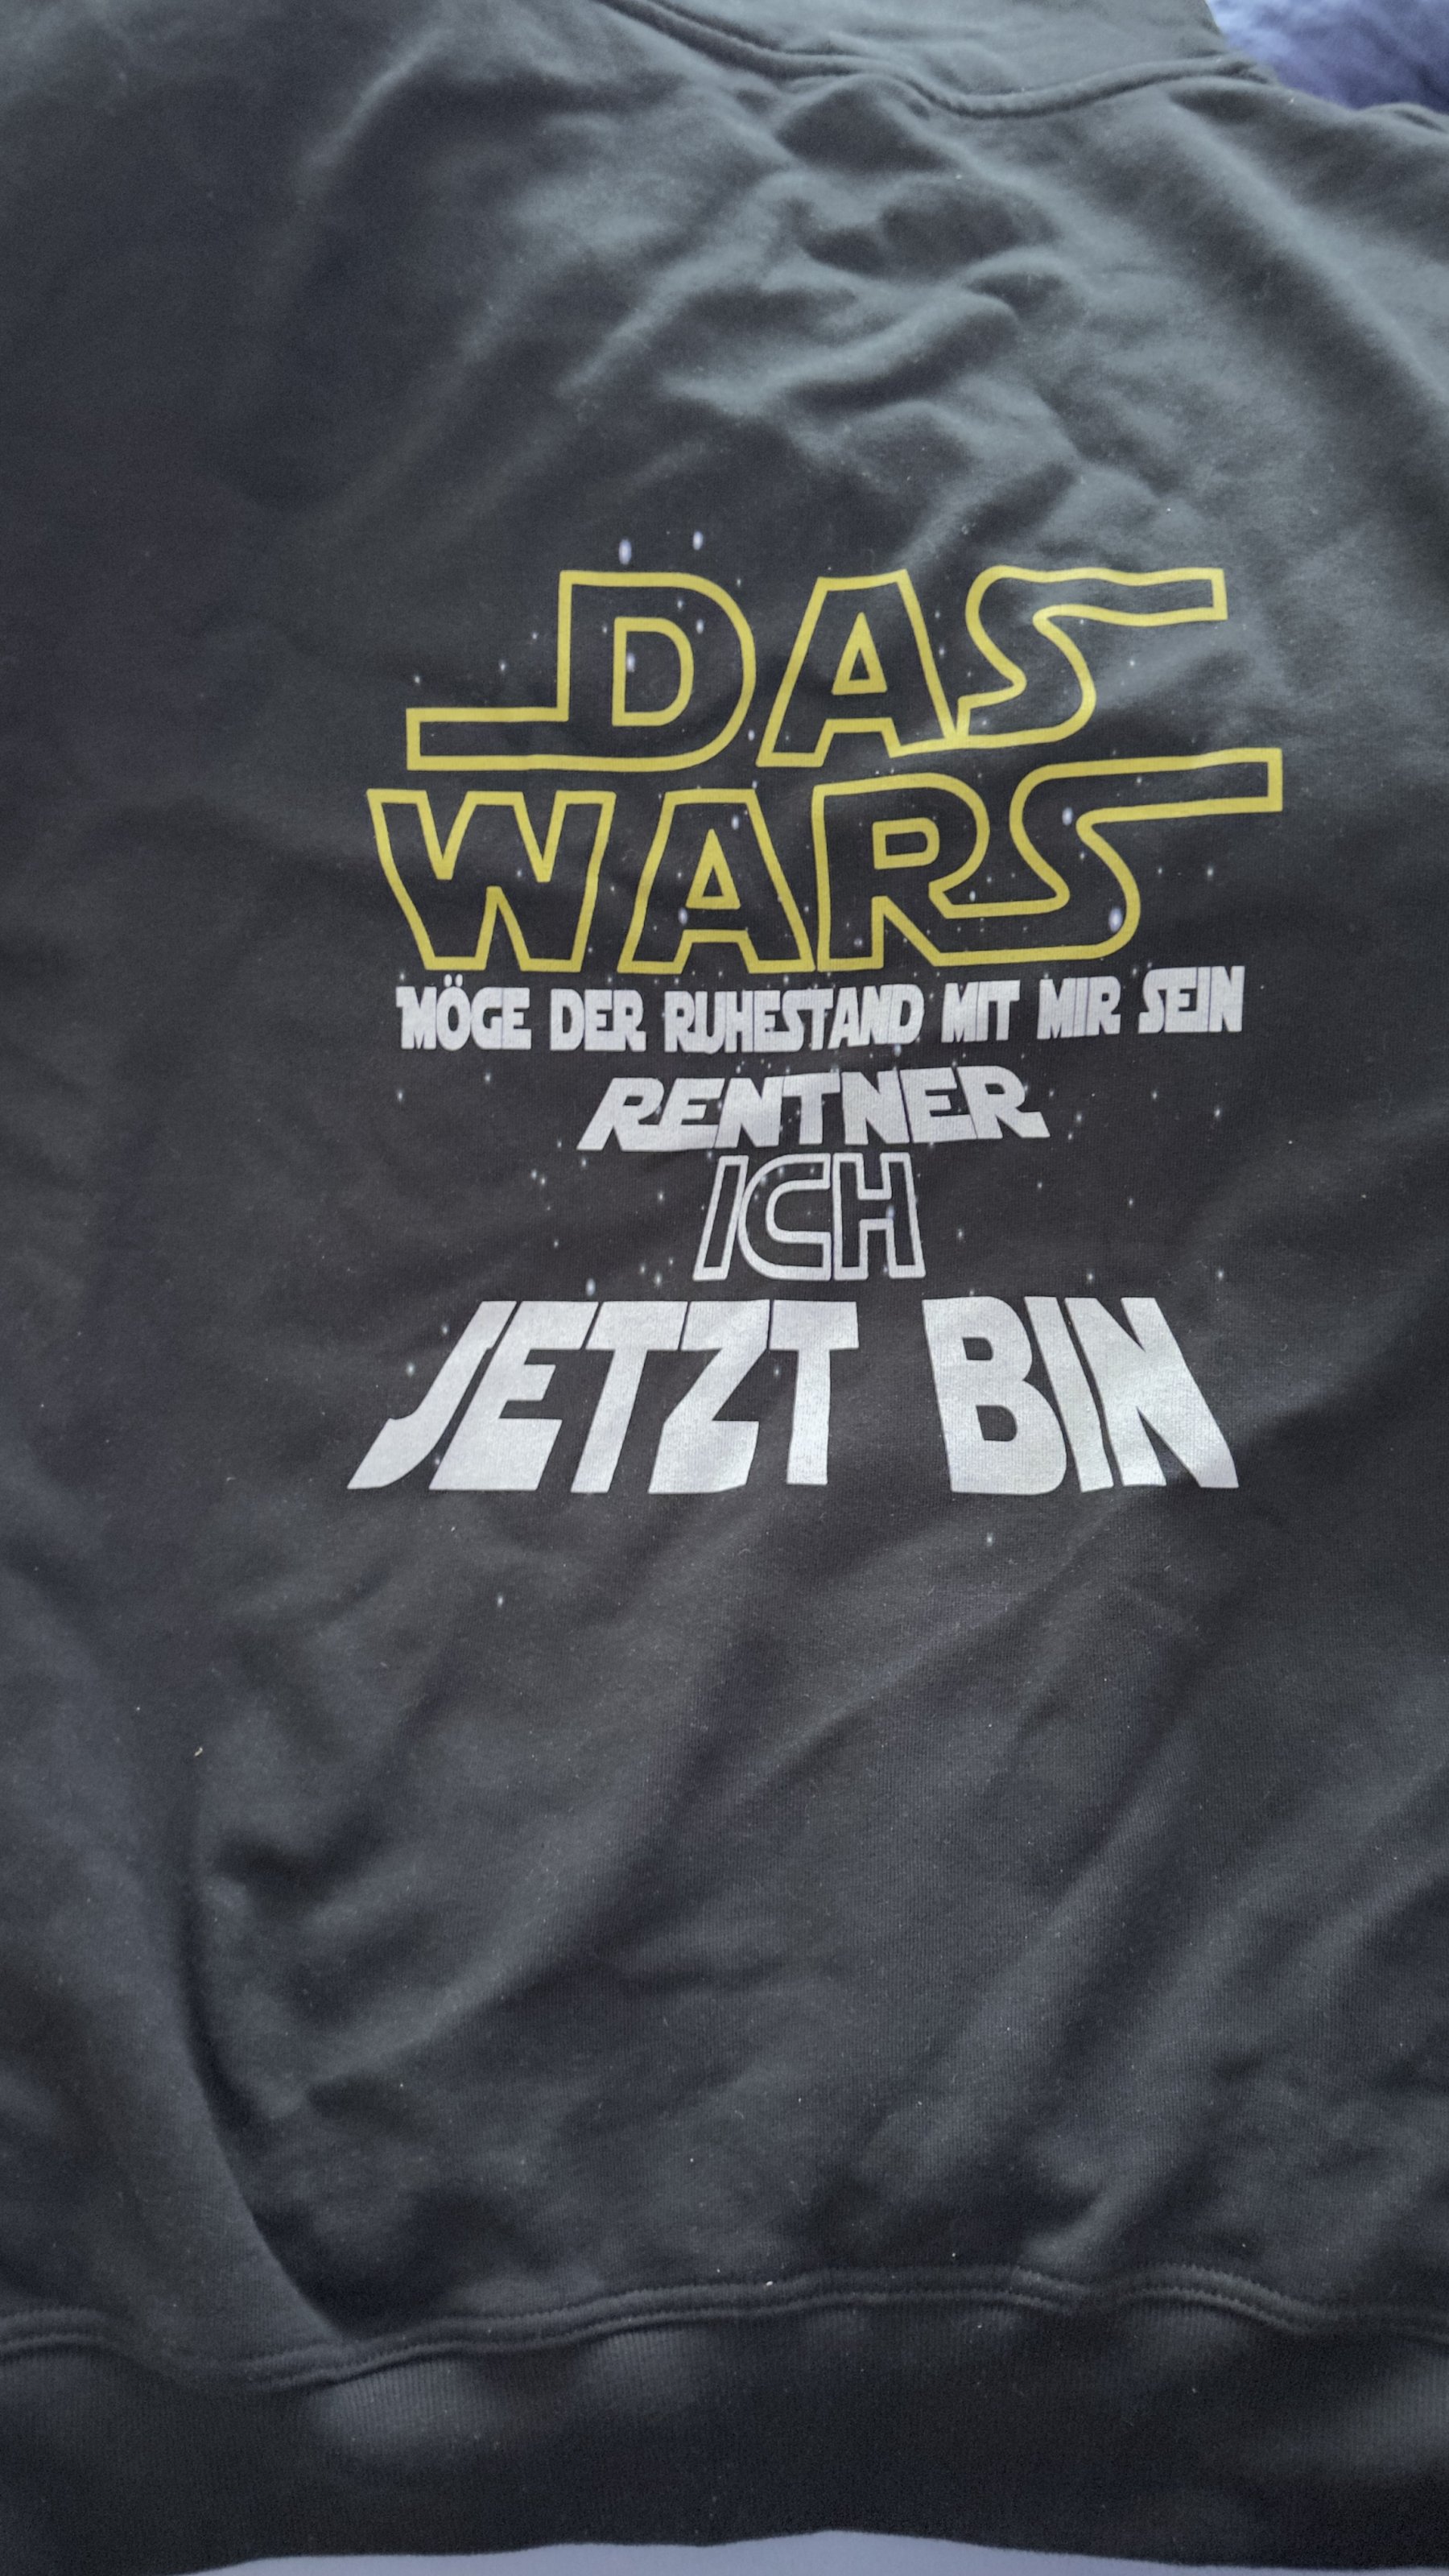 DAS
WARS
MÖGE DER RUHESTAND MIT MIR SEIN
RENTNER
ICH
JETZT BIN